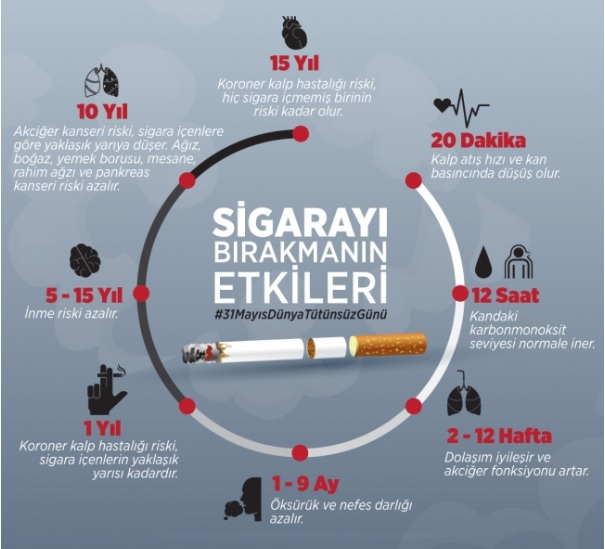 SİGARAYI
BIRAKMANIN
ETKİLERİ
#31MayısDünyaTütünsüzGünü
20 Dakika
Kalp atış hızı ve kan
basıncında düşüş olur.
12 Saat
Kandaki
karbonmonoksit
seviyesi normale iner.
2 - 12 Hafta
Dolaşım iyileşir ve
akciğer fonksiyonu artar.
1 - 9 Ay
Öksürük ve nefes darlığı
azalır.
1 Yıl
Koroner kalp hastalığı riski,
sigara içenlerin yaklaşık
yarısı kadardır.
5 - 15 Yıl
İnme riski azalır.
10 Yıl
Akciğer kanseri riski, sigara içenlere
göre yaklaşık yarıya düşer. Ağız,
boğaz, yemek borusu, mesane,
rahim ağzı ve pankreas
kanseri riski azalır.
15 Yıl
Koroner kalp hastalığı riski,
hiç sigara içmemiş birinin
riski kadar olur.